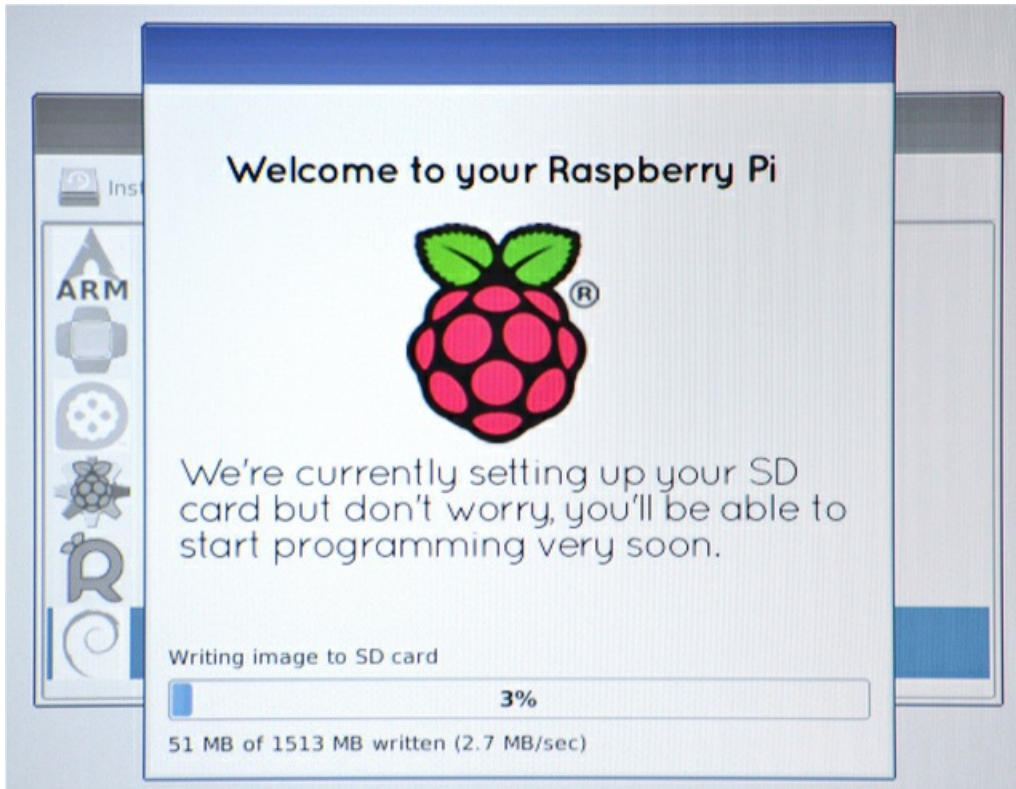 Inst
ARM
Welcome to your Raspberry Pi
®
We're currently setting up your SD
card but don't worry, you'll be able to
start programming very soon.
Writing image to SD card
3%
51 MB of 1513 MB written (2.7 MB/sec)